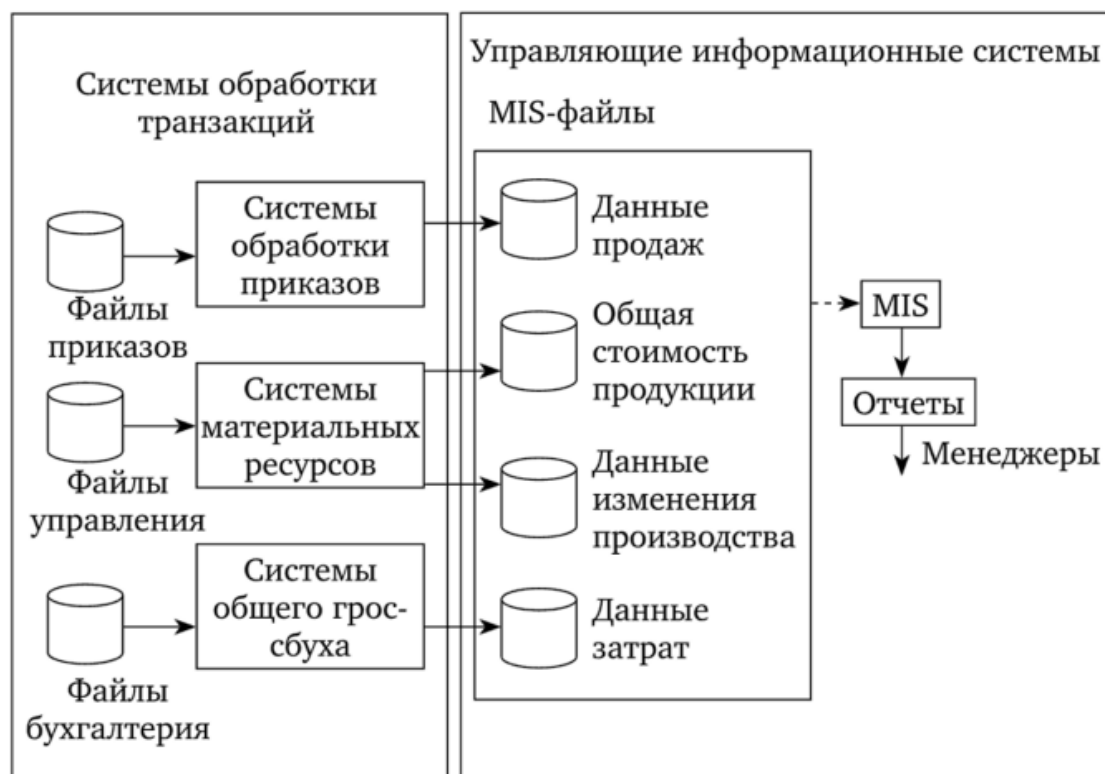 Системы обработки
транзакций
Файлы
приказов
Системы
обработки
приказов
Файлы
управления
Системы
материальных
ресурсов
Файлы
бухгалтерия
Системы
общего грос-
сбуха
Управляющие информационные системы
MIS-файлы
Данные
продаж
Общая
стоимость
продукции
Данные
изменения
производства
Данные
затрат
MIS
Отчеты
Менеджеры